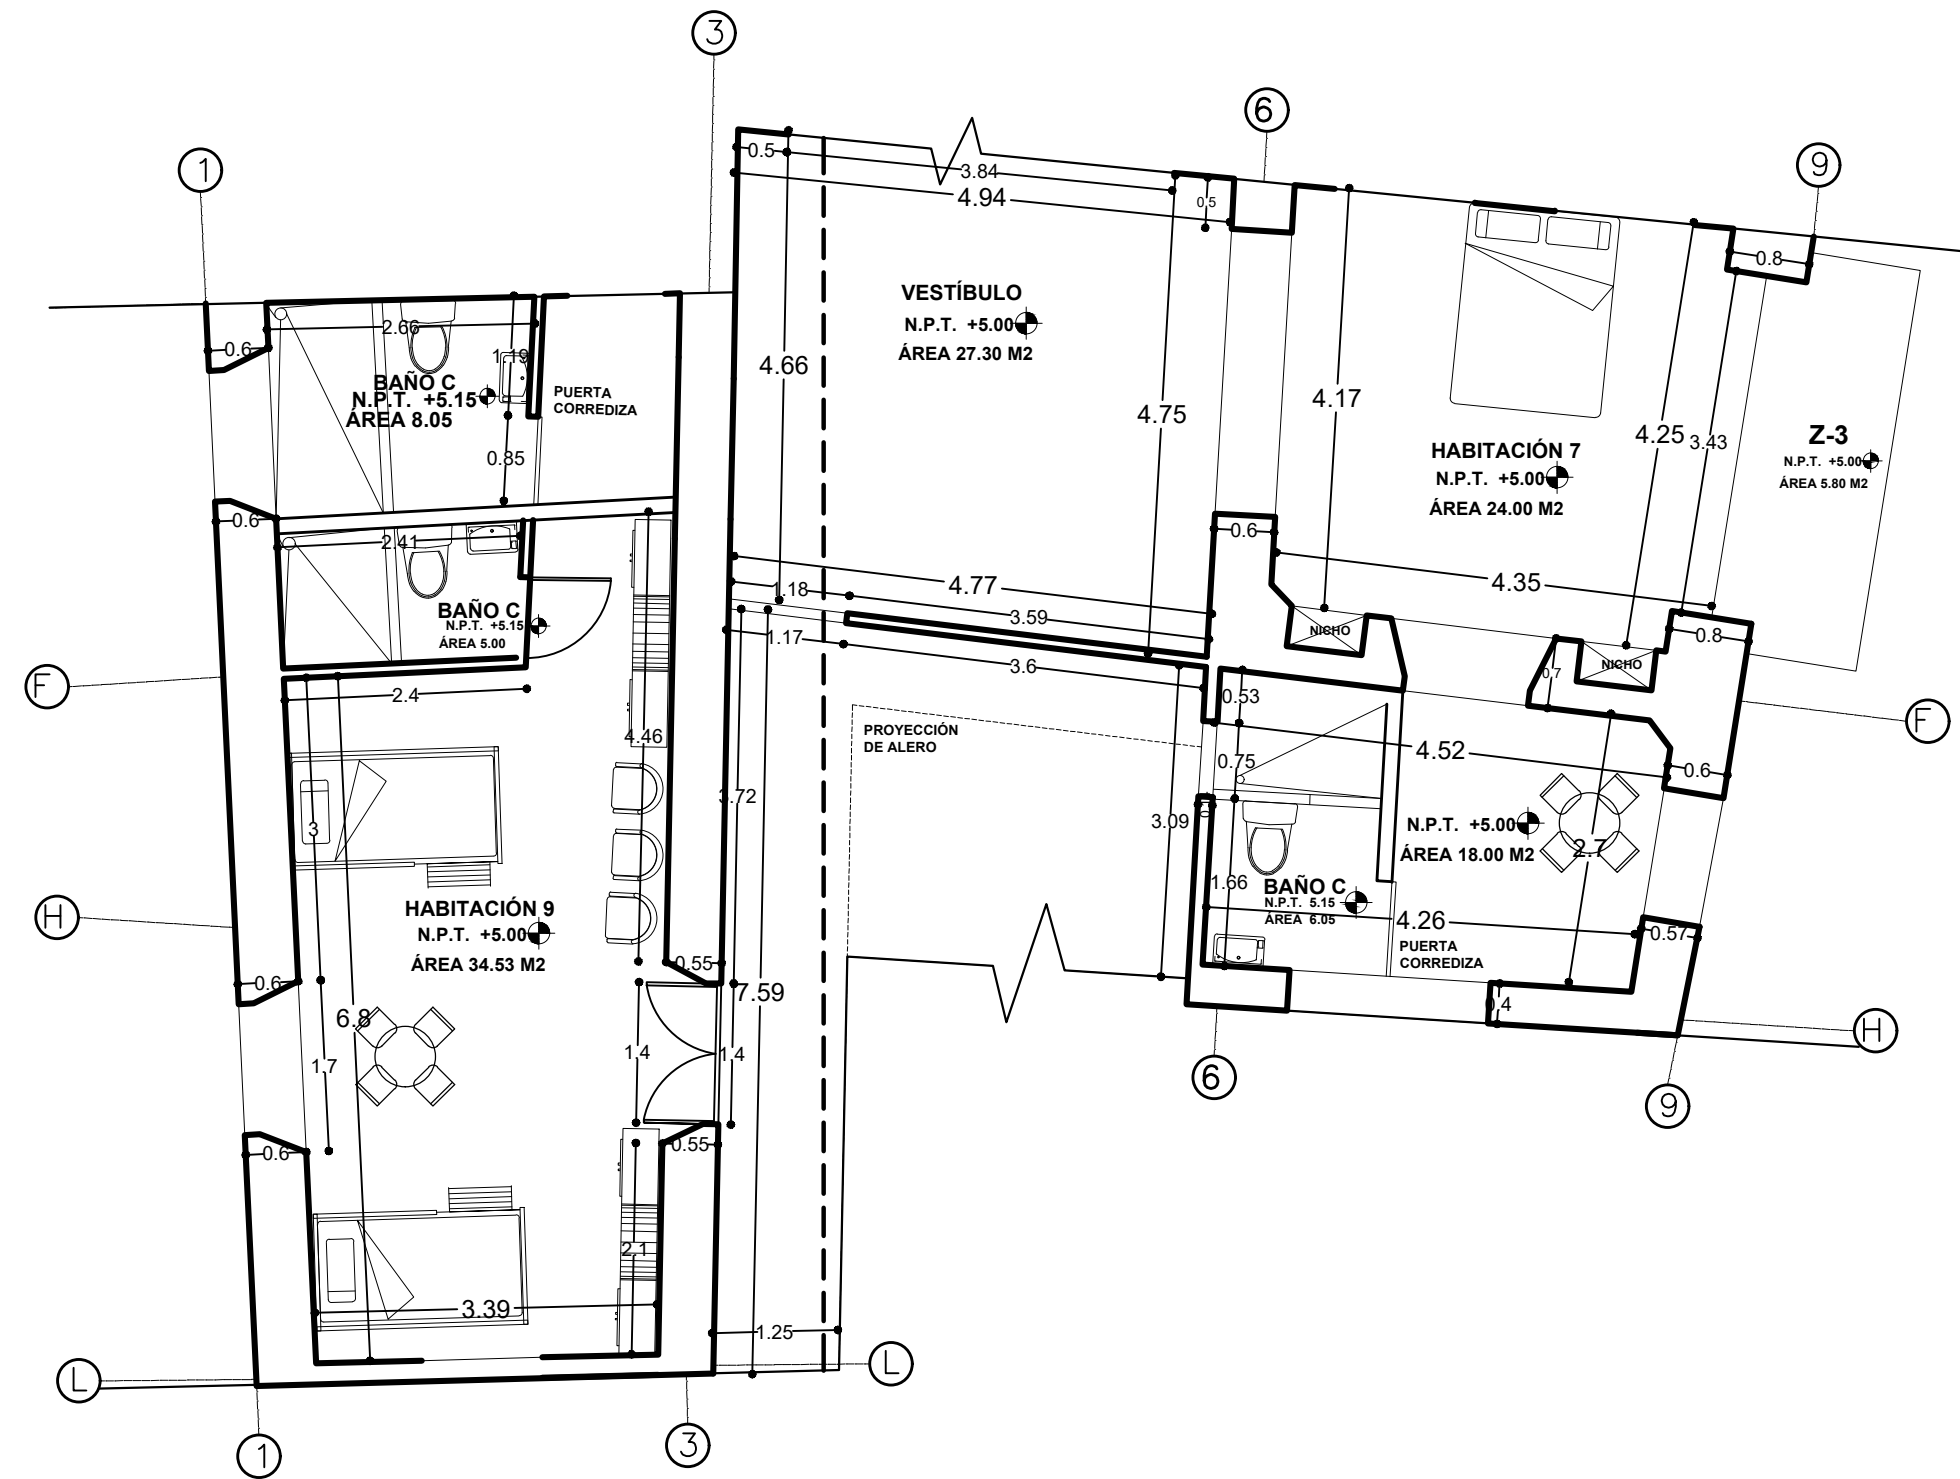 3
6
1
9
0.5
3.84
4.94
0.5
0.8
VESTÍBULO
N.P.T. +5.00
ÁREA 27.30 M2
2.66
0.6
1.19
BAÑO C
N.P.T. +5.15
ÁREA 8.05
PUERTA
CORREDIZA
0.85
4.66
4.75
4.17
4.25
3.43
HABITACIÓN 7
N.P.T. +5.00
ÁREA 24.00 M2
Z-3
N.P.T. +5.00
ÁREA 5.80 M2
0.6
2.41
0.6
BAÑO C
N.P.T. +5.15
ÁREA 5.00
4.77
1.18
3.59
4.35
1.17
3.6
NICHO
0.8
NICHO
0.7
F
2.4
4.46
0.53
F
PROYECCIÓN
DE ALERO
4.52
0.75
0.6
3.72
3
3.09
N.P.T. +5.00
ÁREA 18.00 M2
2.7
1.66
BAÑO C
N.P.T. 5.15
ÁREA 6.05
4.26
0.57
PUERTA
CORREDIZA
H
HABITACIÓN 9
N.P.T. +5.00
ÁREA 34.53 M2
0.6
0.55
7.59
6.8
0.4
H
1.7
1.4
1.4
6
9
0.6
0.55
2.1
3.39
1.25
L
L
1
3